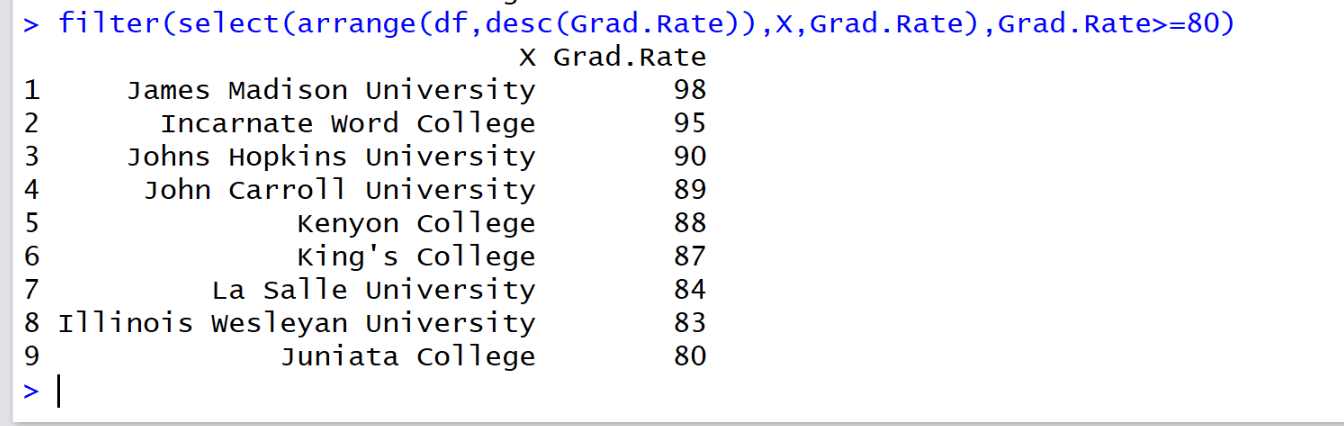 > filter(select(arrange(df,desc(Grad.Rate)),X,Grad.Rate),Grad.Rate>=80)
X Grad.Rate
1 James Madison University 98
2 Incarnate Word College 95
3 Johns Hopkins University 90
4 John Carroll University 89
5 Kenyon College 88
6 King's College 87
7 La Salle University 84
8 Illinois Wesleyan University 83
9 Juniata College 80
>